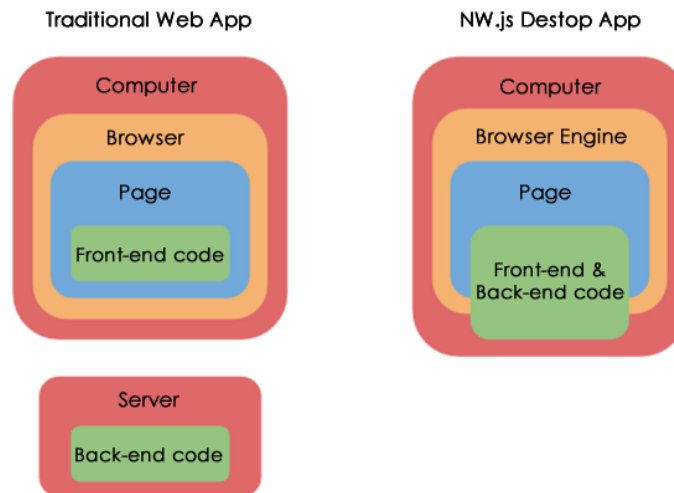 Traditional Web App
Computer
Browser
Page
Front-end code
Server
Back-end code
NW.js Destop App
Computer
Browser Engine
Page
Front-end &
Back-end code